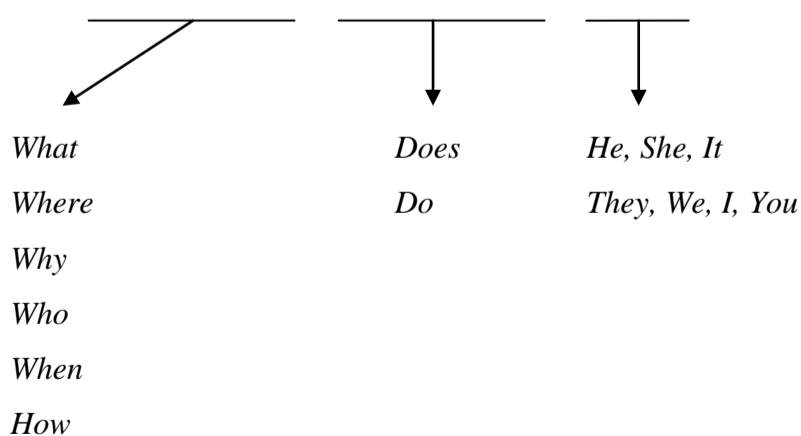 What Does He, She, It
Where Do They, We, I, You
Why
Who
When
How